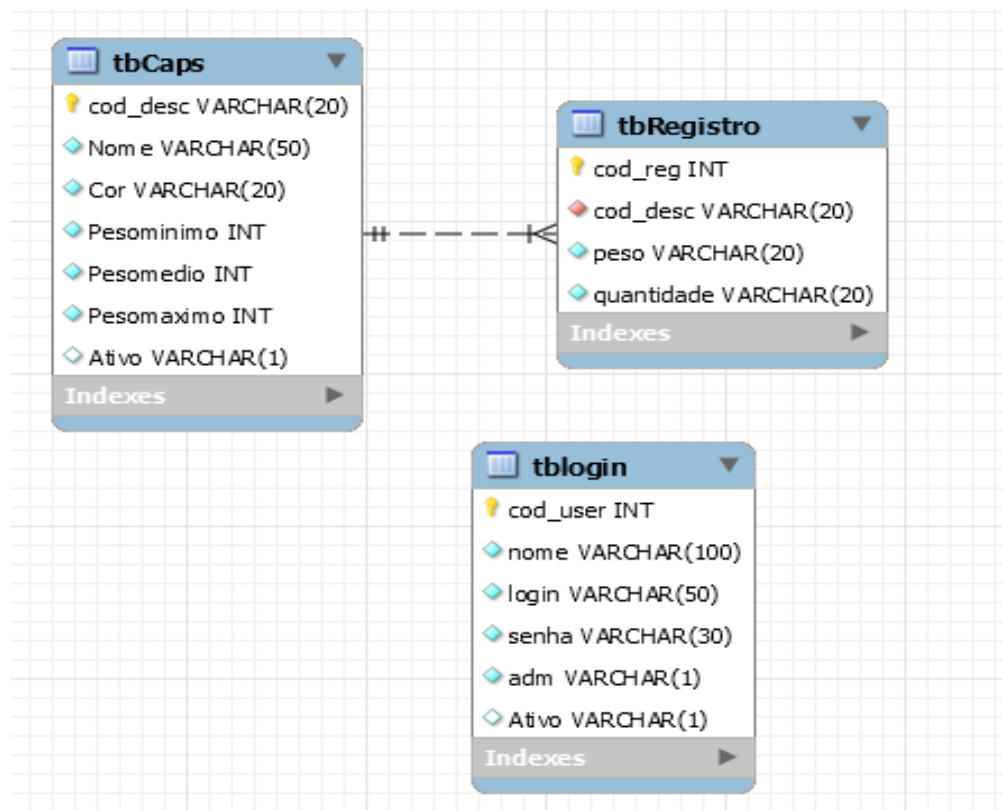 tbCaps
cod_desc VARCHAR(20)
Nome VARCHAR(50)
Cor VARCHAR(20)
Pesominimo INT
Pesomedio INT
Pesomaximo INT
Ativo VARCHAR(1)
Indexes
tbRegistro
cod_reg INT
cod_desc VARCHAR(20)
peso VARCHAR(20)
quantidade VARCHAR(20)
Indexes
tblogin
cod_user INT
nome VARCHAR(100)
login VARCHAR(50)
senha VARCHAR(30)
adm VARCHAR(1)
Ativo VARCHAR(1)
Indexes